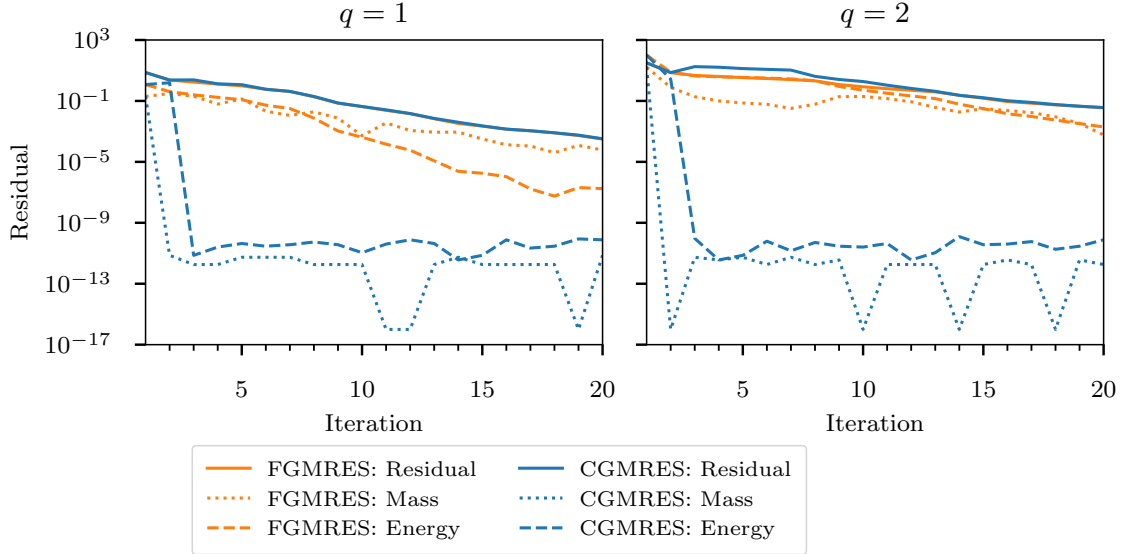 q = 1
q = 2
10^3
10^-1
10^-5
10^-9
10^-13
10^-17
Residual
5 10 15 20
5 10 15 20
Iteration
Iteration
FGMRES: Residual
FGMRES: Mass
FGMRES: Energy
CGMRES: Residual
CGMRES: Mass
CGMRES: Energy